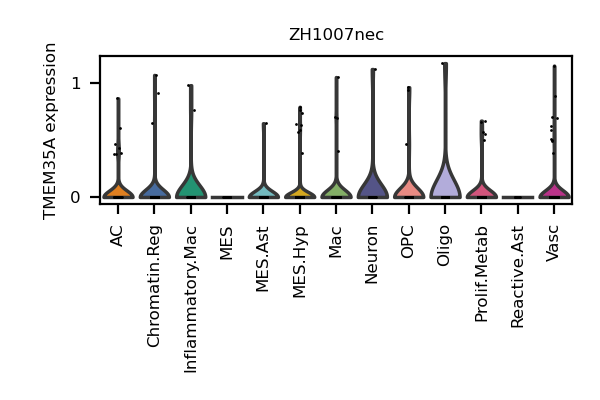 ZH1007nec
TMEM35A expression
1
0
AC
Chromatin.Reg
Inflammatory.Mac
MES
MES.Ast
MES.Hyp
Mac
Neuron
OPC
Oligo
Prolif.Metab
Reactive.Ast
Vasc